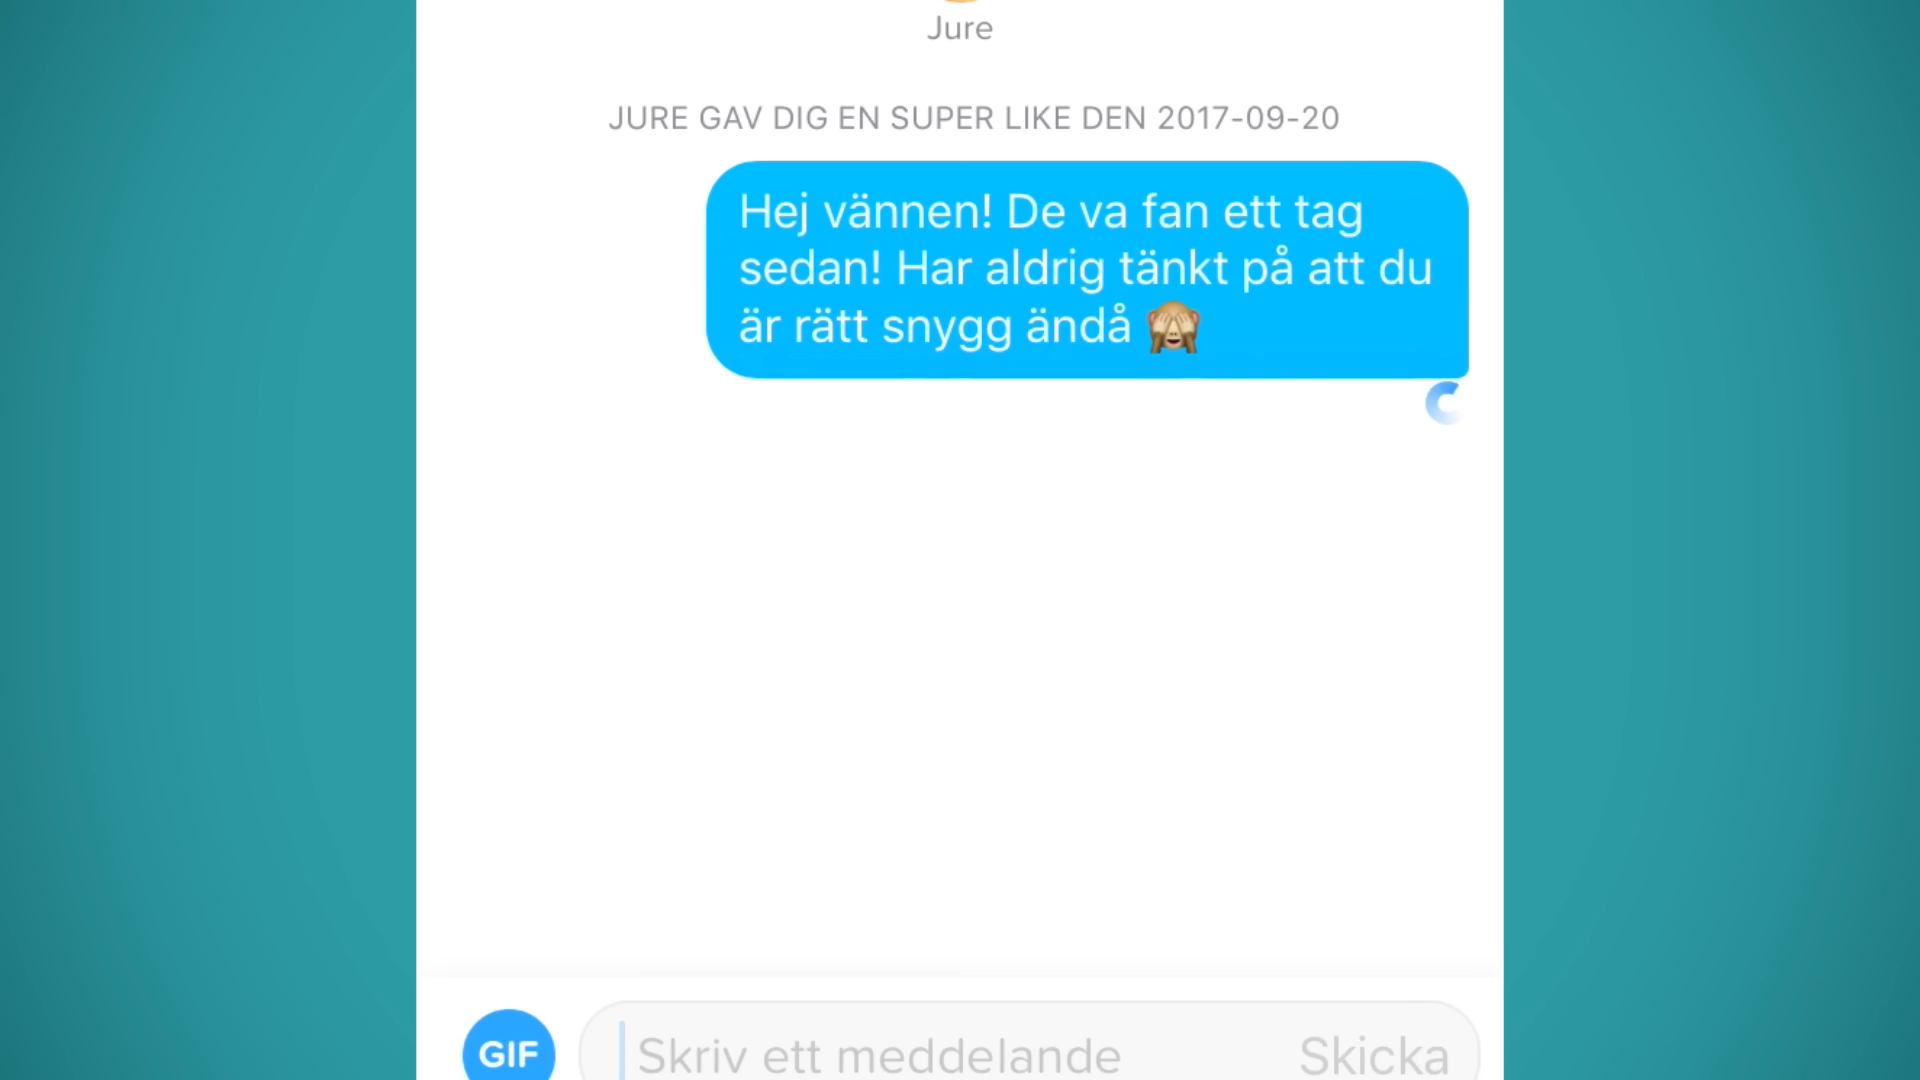 Jure
JURE GAV DIG EN SUPER LIKE DEN 2017-09-20
Hej vännen! De va fan ett tag
sedan! Har aldrig tänkt på att du
är rätt snygg ändå 🙈
GIF
Skriv ett meddelande
Skicka